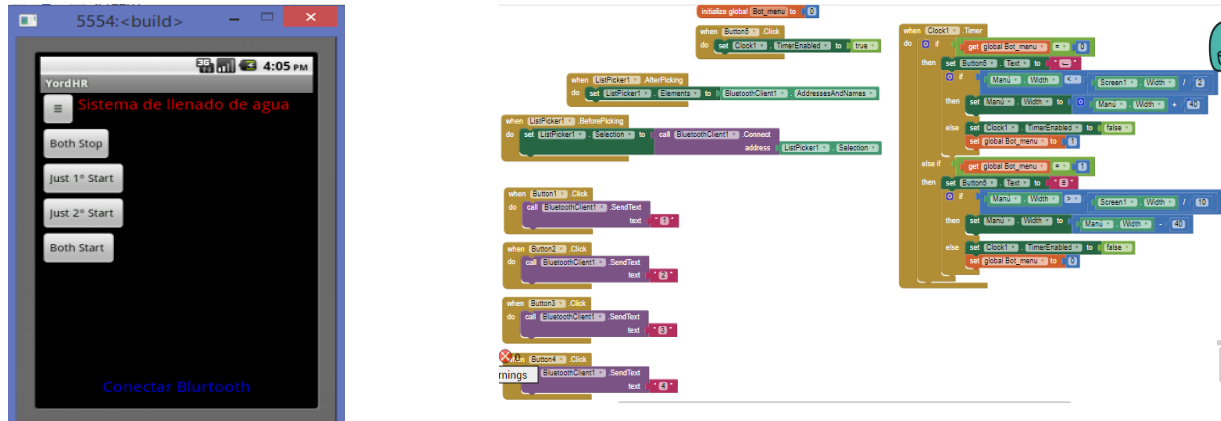 5554:<build>
3G 4:05 PM
YordHR
≡ Sistema de llenado de agua
Both Stop
Just 1° Start
Just 2° Start
Both Start
Conectar Blurtooth
initialize global Bot_menu to 0
when Button5 .Click
do set Clock1 . TimerEnabled to true
when ListPicker1 .AfterPicking
do set ListPicker1 . Elements to BluetoothClient1 . AddressesAndNames
when ListPicker1 .BeforePicking
do set ListPicker1 . Selection to call BluetoothClient1 .Connect
address ListPicker1 . Selection
when Button1 .Click
do call BluetoothClient1 .SendText
text " 1 "
when Button2 .Click
do call BluetoothClient1 .SendText
text " 2 "
when Button3 .Click
do call BluetoothClient1 .SendText
text " 3 "
when Button4 .Click
BluetoothClient1 .SendText
rnings
text " 4 "
when Clock1 .Timer
do if get global Bot_menu = 0
then set Button5 . Text to
if Manú . Width < Screen1 . Width / 2
then set Manú . Width to Manú . Width + 40
else set Clock1 . TimerEnabled to false
set global Bot_menu to 1
else if get global Bot_menu = 1
then set Button5 . Text to " ≡ "
if Manú . Width > Screen1 . Width / 10
then set Manú . Width to Manú . Width - 40
else set Clock1 . TimerEnabled to false
set global Bot_menu to 0